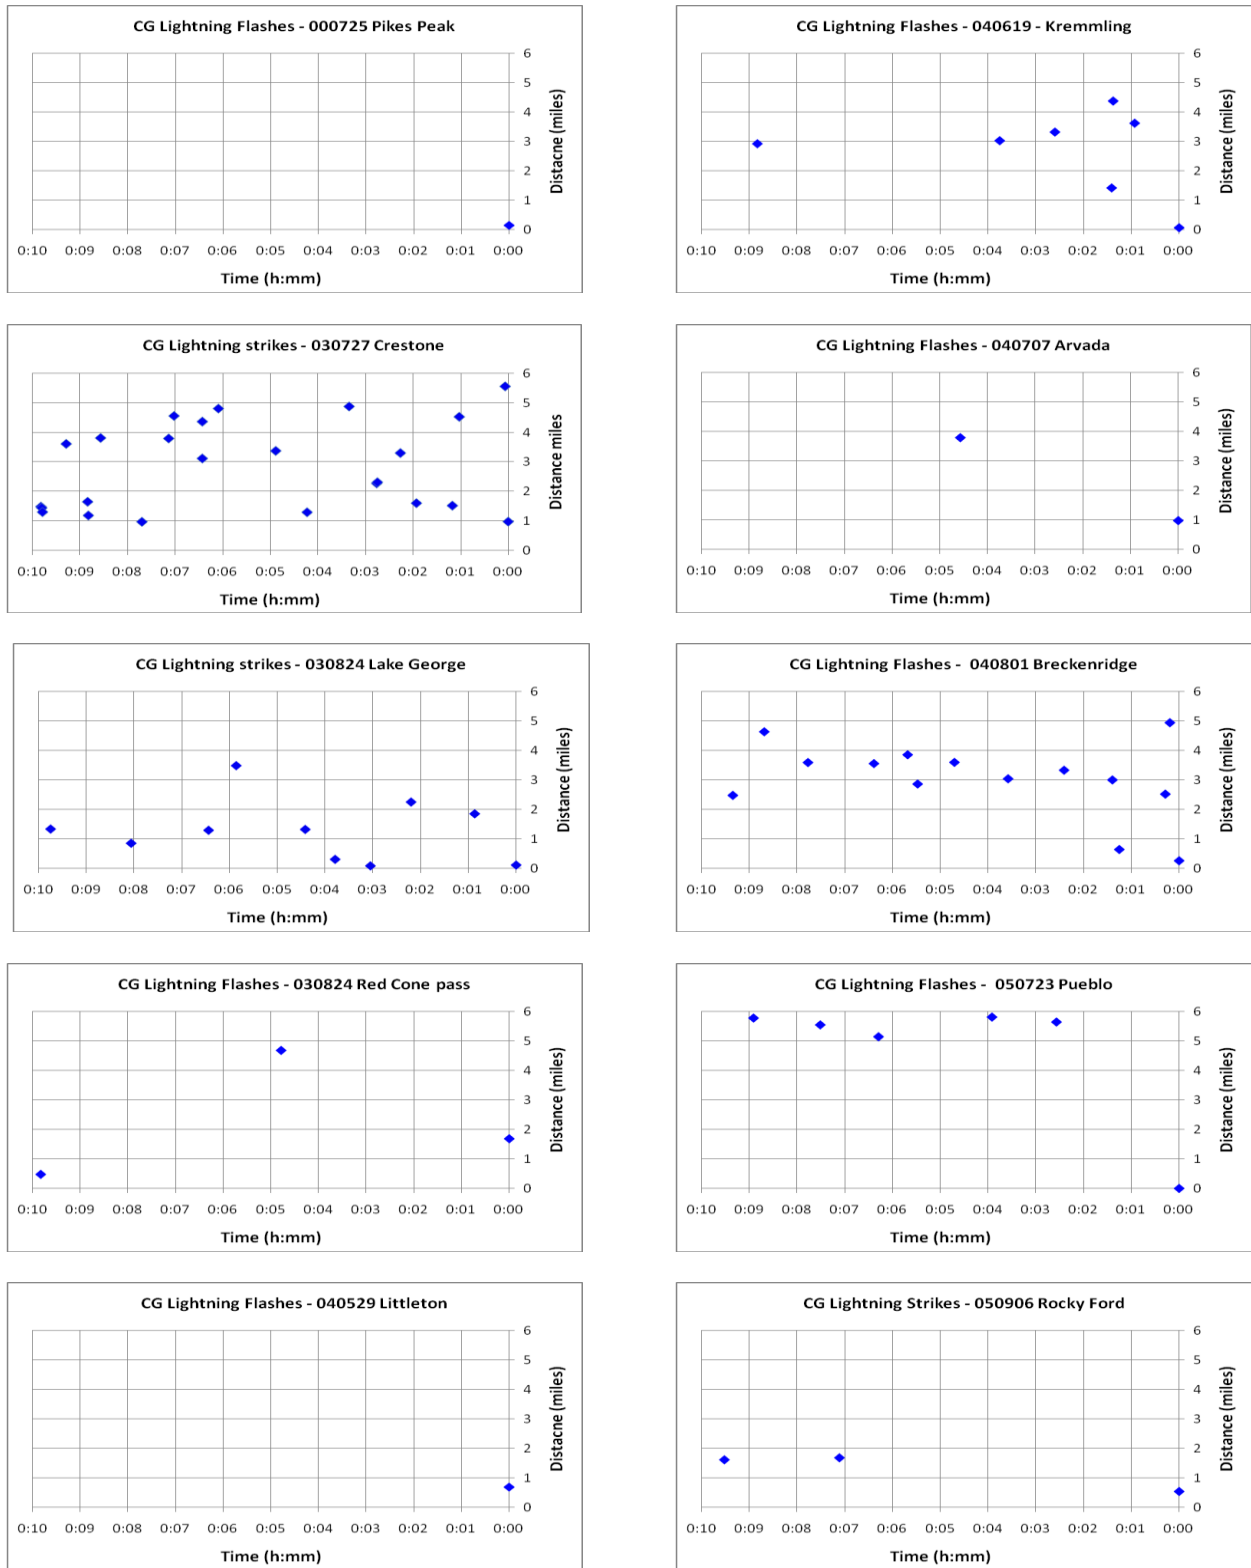 CG Lightning Flashes - 000725 Pikes Peak
6
5
4
3
2
1
0
Distacne (miles)
0:10 0:09 0:08 0:07 0:06 0:05 0:04 0:03 0:02 0:01 0:00
Time (h:mm)
CG Lightning Flashes - 040619 - Kremmling
6
5
4
3
2
1
0
Distance (miles)
0:10 0:09 0:08 0:07 0:06 0:05 0:04 0:03 0:02 0:01 0:00
Time (h:mm)
CG Lightning strikes - 030727 Crestone
6
5
4
3
2
1
0
Distance miles
0:10 0:09 0:08 0:07 0:06 0:05 0:04 0:03 0:02 0:01 0:00
Time (h:mm)
CG Lightning Flashes - 040707 Arvada
6
5
4
3
2
1
0
Distance (miles)
0:10 0:09 0:08 0:07 0:06 0:05 0:04 0:03 0:02 0:01 0:00
Time (h:mm)
CG Lightning strikes - 030824 Lake George
6
5
4
3
2
1
0
Distance (miles)
0:10 0:09 0:08 0:07 0:06 0:05 0:04 0:03 0:02 0:01 0:00
Time (h:mm)
CG Lightning Flashes - 040801 Breckenridge
6
5
4
3
2
1
0
Distance (miles)
0:10 0:09 0:08 0:07 0:06 0:05 0:04 0:03 0:02 0:01 0:00
Time (h:mm)
CG Lightning Flashes - 030824 Red Cone pass
6
5
4
3
2
1
0
Distance (miles)
0:10 0:09 0:08 0:07 0:06 0:05 0:04 0:03 0:02 0:01 0:00
Time (h:mm)
CG Lightning Flashes - 050723 Pueblo
6
5
4
3
2
1
0
Distance (miles)
0:10 0:09 0:08 0:07 0:06 0:05 0:04 0:03 0:02 0:01 0:00
Time (h:mm)
CG Lightning Flashes - 040529 Littleton
6
5
4
3
2
1
0
Distacne (miles)
0:10 0:09 0:08 0:07 0:06 0:05 0:04 0:03 0:02 0:01 0:00
Time (h:mm)
CG Lightning Strikes - 050906 Rocky Ford
6
5
4
3
2
1
0
Distance (miles)
0:10 0:09 0:08 0:07 0:06 0:05 0:04 0:03 0:02 0:01 0:00
Time (h:mm)